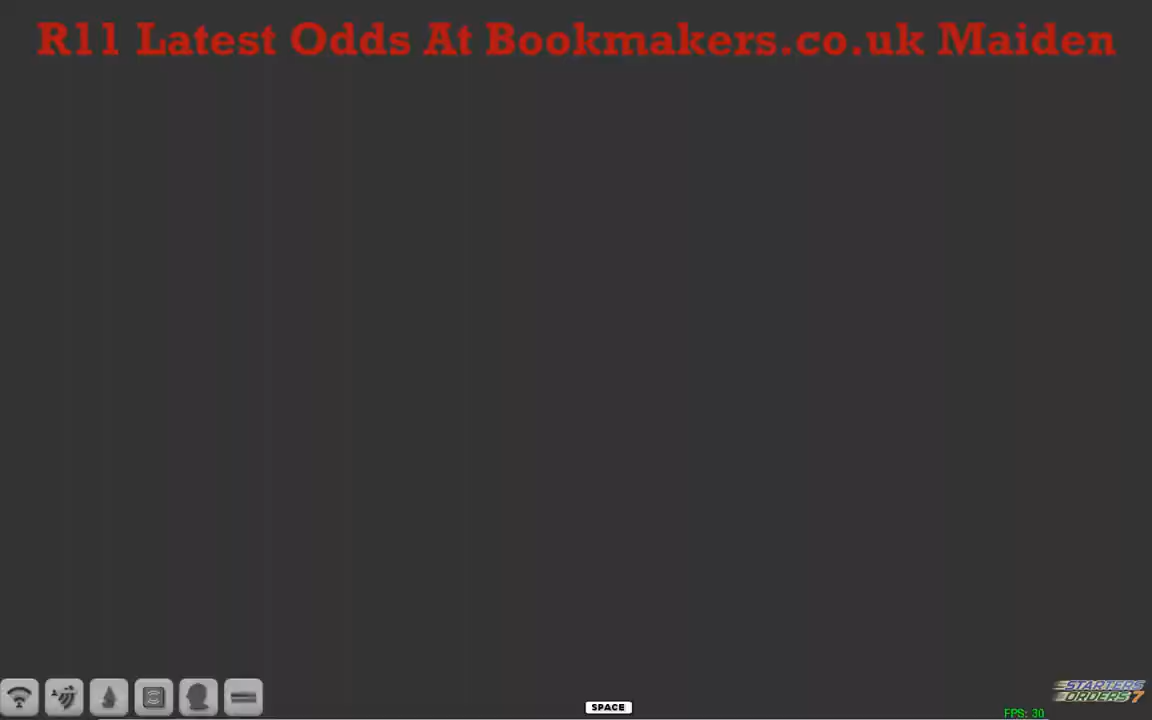 R11 Latest Odds At Bookmakers.co.uk Maiden
STARTERS
ORDERS 7
SPACE
FPS: 30